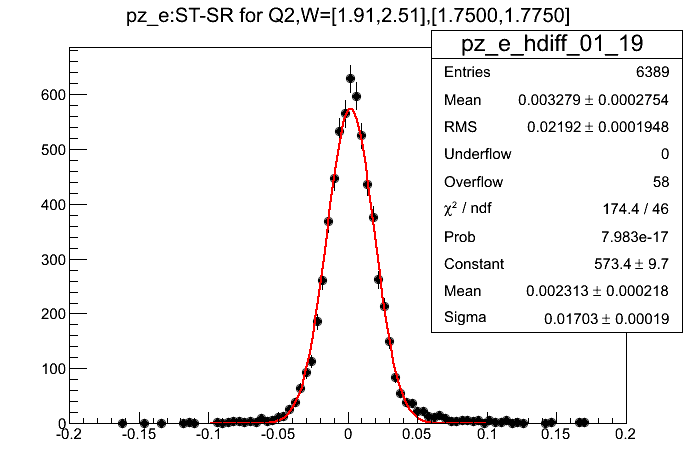 pz_e:ST-SR for Q2,W=[1.91,2.51],[1.7500,1.7750]
pz_e_hdiff_01_19
Entries 6389
Mean 0.003279 ± 0.0002754
RMS 0.02192 ± 0.0001948
Underflow 0
Overflow 58
χ² / ndf 174.4 / 46
Prob 7.983e-17
Constant 573.4 ± 9.7
Mean 0.002313 ± 0.000218
Sigma 0.01703 ± 0.00019
600
500
400
300
200
100
0
-0.2 -0.15 -0.1 -0.05 0 0.05 0.1 0.15 0.2